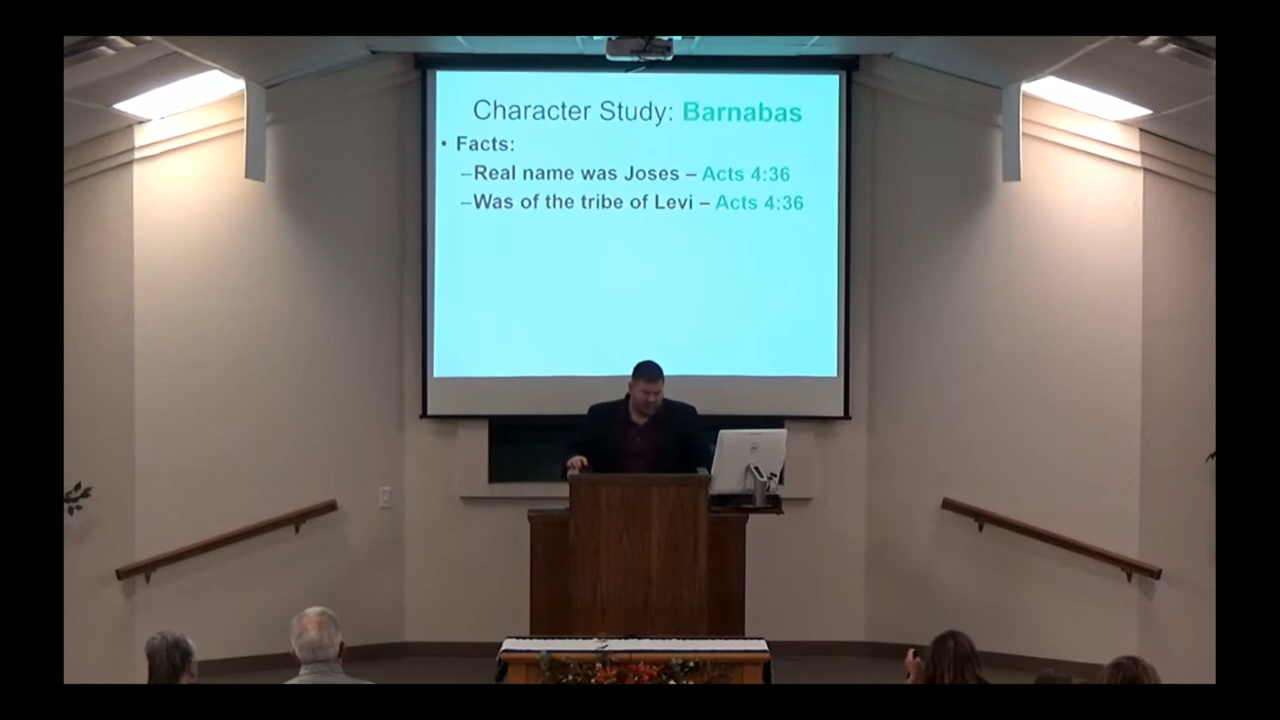 Character Study: Barnabas
• Facts:
–Real name was Joses – Acts 4:36
–Was of the tribe of Levi – Acts 4:36